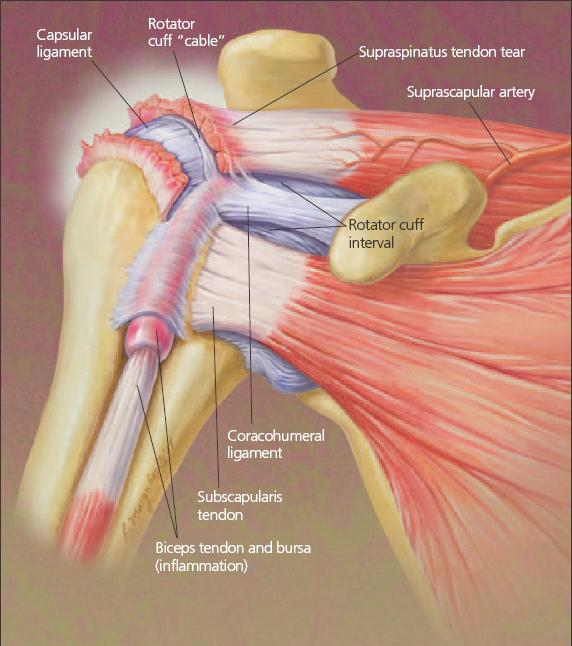 Rotator
cuff “cable”
Capsular
ligament
Supraspinatus tendon tear
Suprascapular artery
Rotator cuff
interval
Coracohumeral
ligament
Subscapularis
tendon
Biceps tendon and bursa
(inflammation)